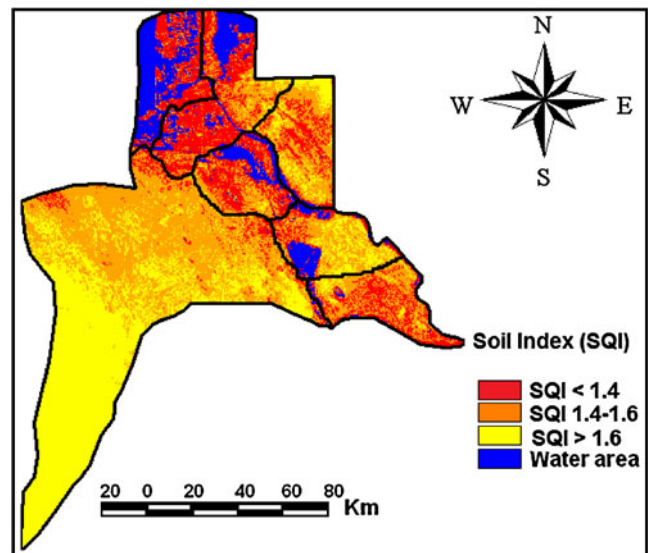 N
W E
S
Soil Index (SQI)
SQI < 1.4
SQI 1.4-1.6
SQI > 1.6
Water area
20 0 20 40 60 80
Km